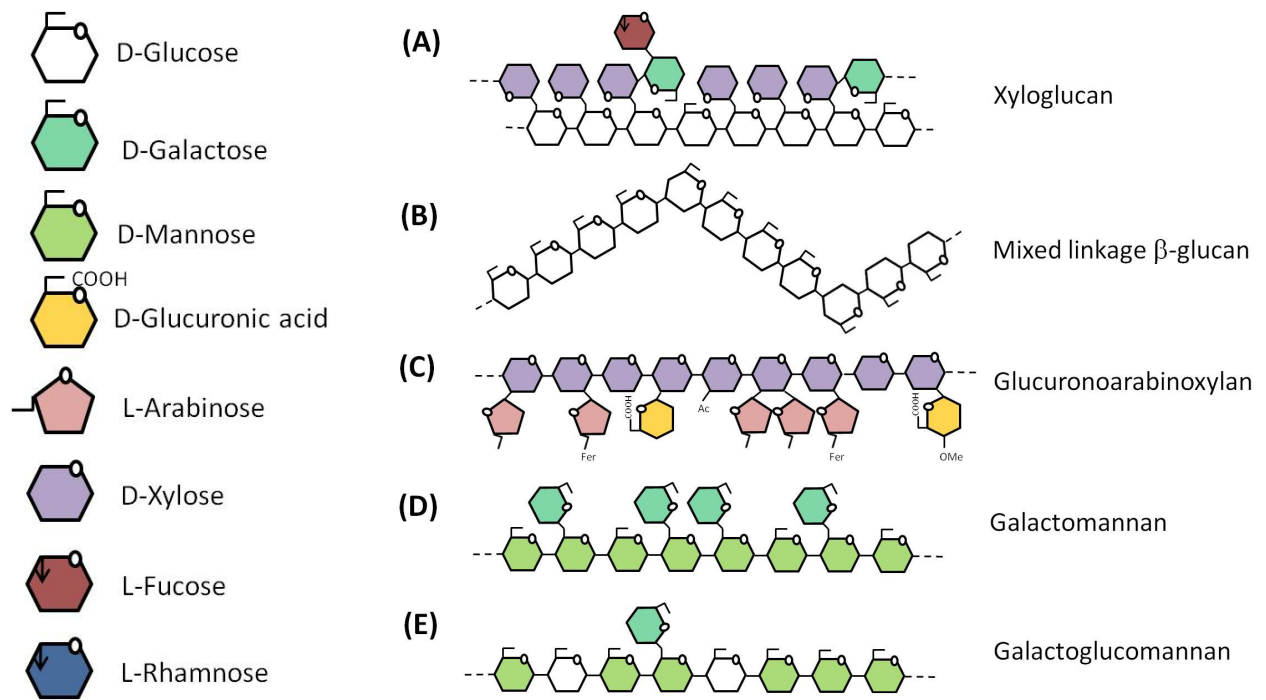 D-Glucose
D-Galactose
D-Mannose
COOH
D-Glucuronic acid
L-Arabinose
D-Xylose
L-Fucose
L-Rhamnose
(A)
Xyloglucan
(B)
Mixed linkage β-glucan
(C)
Glucuronoarabinoxylan
COOH
Ac
COOH
Fer
Fer
OMe
(D)
Galactomannan
(E)
Galactoglucomannan